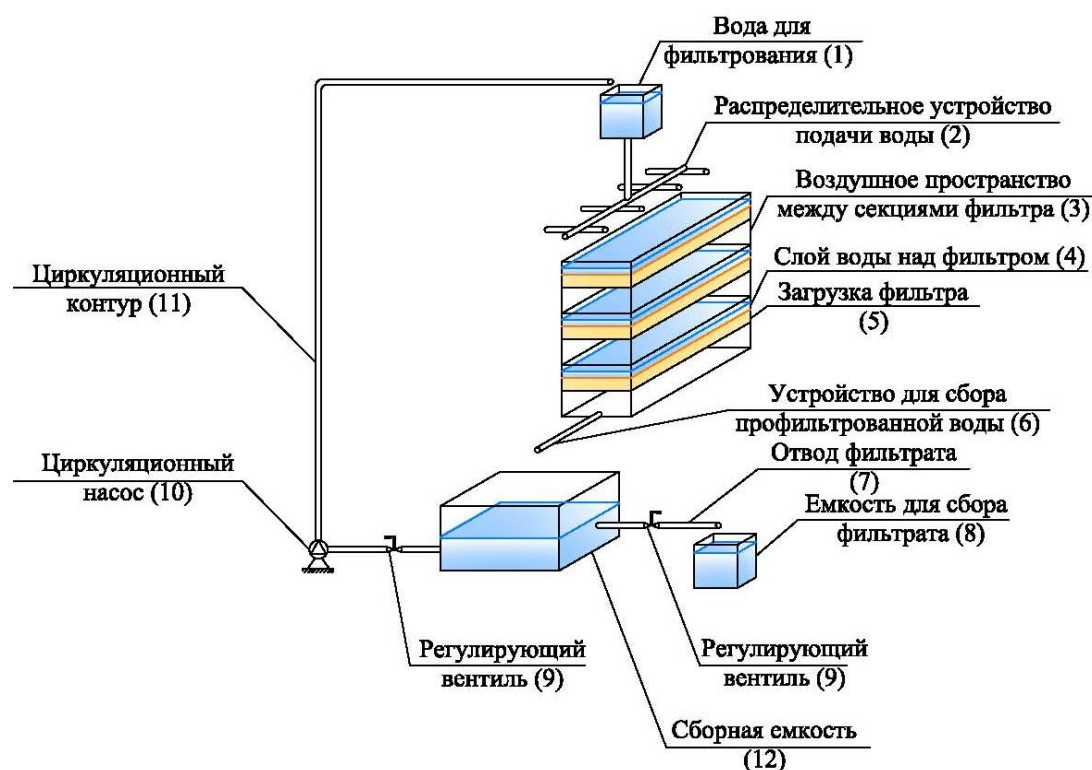 Вода для
фильтрования (1)
Распределительное устройство
подачи воды (2)
Воздушное пространство
между секциями фильтра (3)
Слой воды над фильтром (4)
Загрузка фильтра
(5)
Циркуляционный
контур (11)
Устройство для сбора
профильтрованной воды (6)
Циркуляционный
насос (10)
Отвод фильтрата
(7)
Емкость для сбора
фильтрата (8)
Регулирующий
вентиль (9)
Регулирующий
вентиль (9)
Сборная емкость
(12)